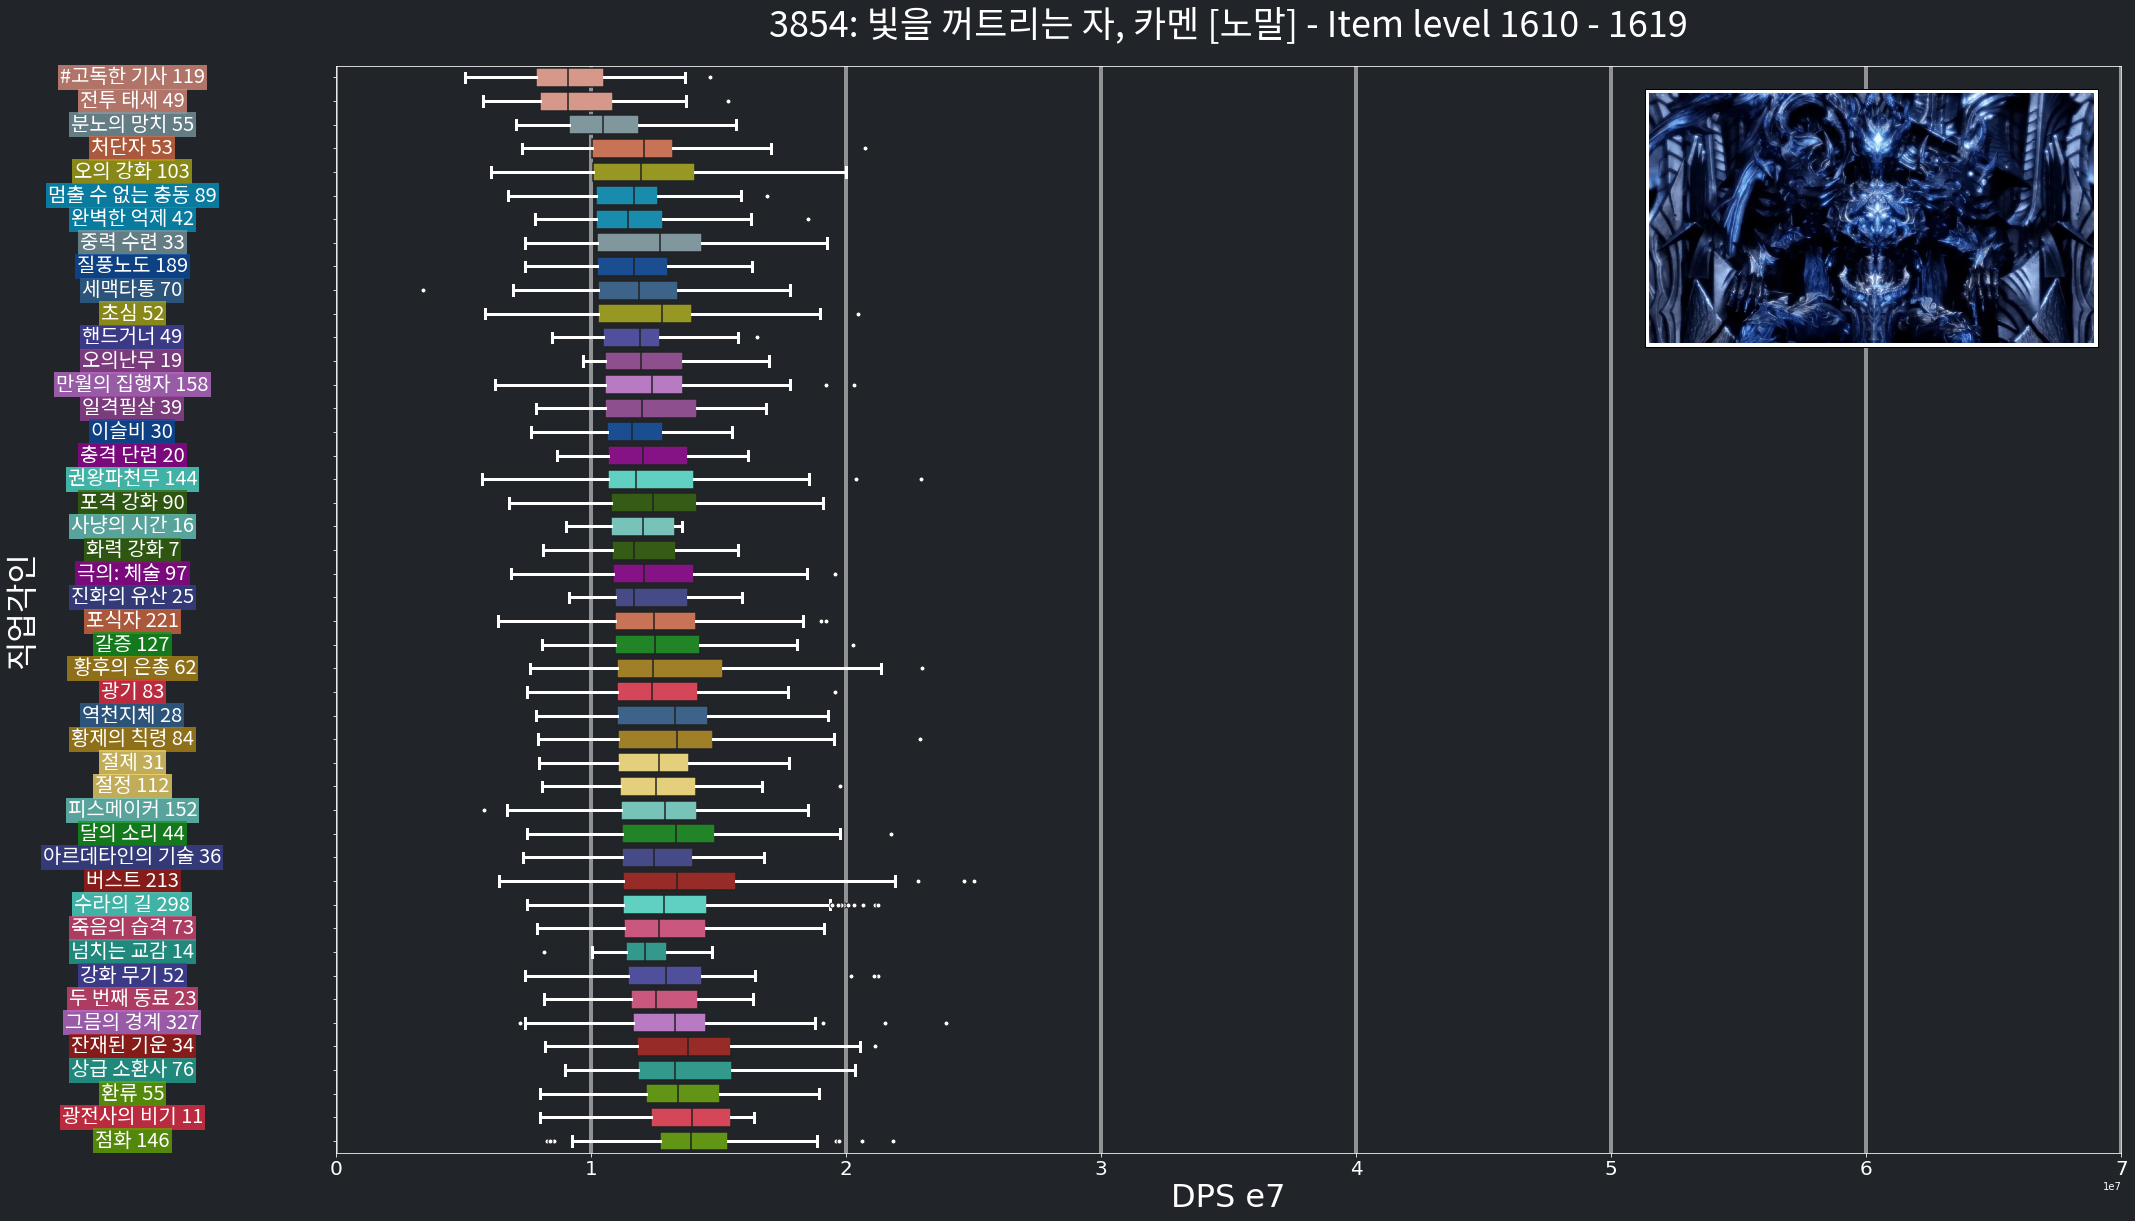 3854: 빛을 꺼트리는 자, 카멘 [노말] - Item level 1610 - 1619
#고독한 기사 119
전투 태세 49
분노의 망치 55
처단자 53
오의 강화 103
멈출 수 없는 충동 89
완벽한 억제 42
중력 수련 33
질풍노도 189
세맥타통 70
초심 52
핸드거너 49
오의난무 19
만월의 집행자 158
일격필살 39
이슬비 30
충격 단련 20
권왕파천무 144
포격 강화 90
사냥의 시간 16
화력 강화 7
극의: 체술 97
진화의 유산 25
포식자 221
갈증 127
황후의 은총 62
광기 83
역천지체 28
황제의 칙령 84
절제 31
절정 112
피스메이커 152
달의 소리 44
아르데타인의 기술 36
버스트 213
수라의 길 298
죽음의 습격 73
넘치는 교감 14
강화 무기 52
두 번째 동료 23
그믐의 경계 327
잔재된 기운 34
상급 소환사 76
환류 55
광전사의 비기 11
점화 146
직업각인
0 1 2 3 4 5 6 7
DPS e7
1e7